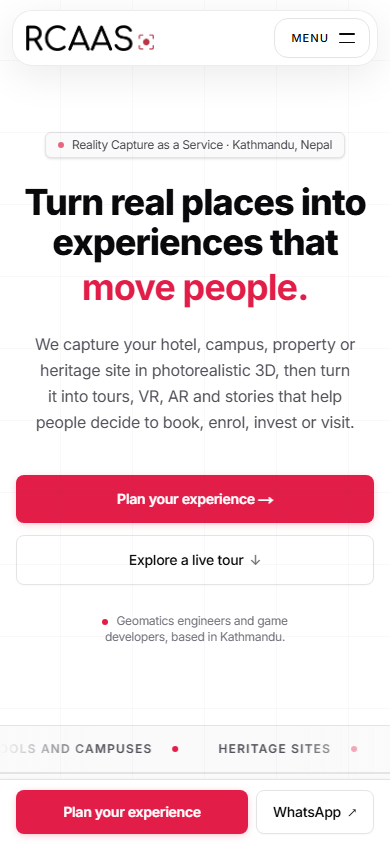 RCAAS
MENU
Reality Capture as a Service · Kathmandu, Nepal
Turn real places into
experiences that
move people.
We capture your hotel, campus, property or
heritage site in photorealistic 3D, then turn
it into tours, VR, AR and stories that help
people decide to book, enrol, invest or visit.
Plan your experience →
Explore a live tour ↓
Geomatics engineers and game
developers, based in Kathmandu.
AND CAMPUSES • HERITAGE SITES •
Plan your experience
WhatsApp ↗